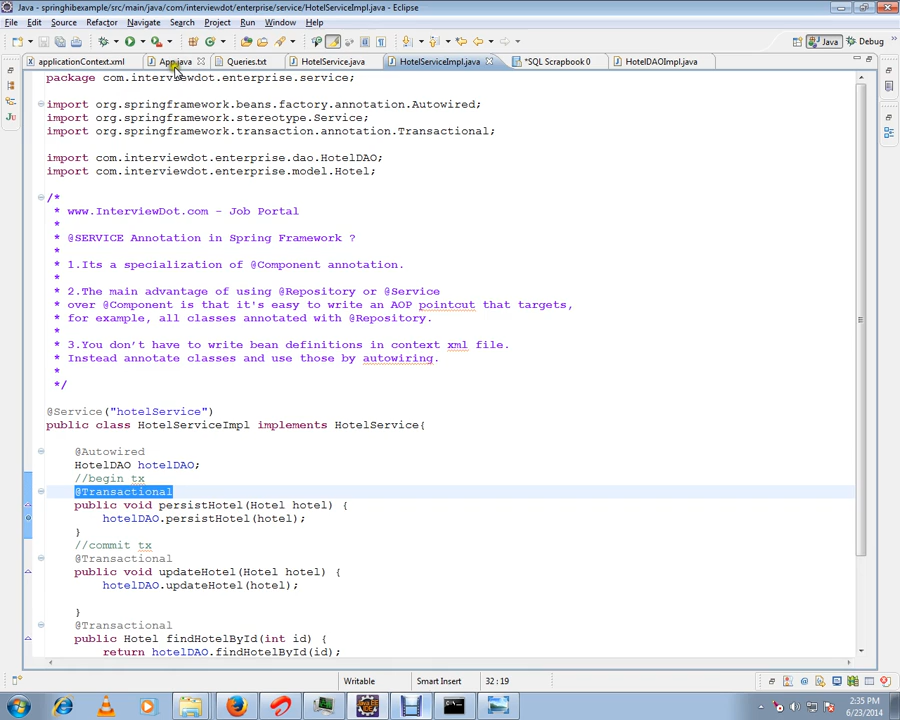 Java - springhibexample/src/main/java/com/interviewdot/enterprise/service/HotelServiceImpl.java - Eclipse
File Edit Source Refactor Navigate Search Project Run Window Help
Java Debug
applicationContext.xml App.java Queries.txt HotelService.java HotelServiceImpl.java *SQL Scrapbook 0 HotelDAOImpl.java
package com.interviewdot.enterprise.service;
import org.springframework.beans.factory.annotation.Autowired;
import org.springframework.stereotype.Service;
import org.springframework.transaction.annotation.Transactional;
import com.interviewdot.enterprise.dao.HotelDAO;
import com.interviewdot.enterprise.model.Hotel;
/*
* www.InterviewDot.com - Job Portal
*
* @SERVICE Annotation in Spring Framework ?
*
* 1.Its a specialization of @Component annotation.
*
* 2.The main advantage of using @Repository or @Service
* over @Component is that it's easy to write an AOP pointcut that targets,
* for example, all classes annotated with @Repository.
*
* 3.You don't have to write bean definitions in context xml file.
* Instead annotate classes and use those by autowiring.
*
*/
@Service("hotelService")
public class HotelServiceImpl implements HotelService{
@Autowired
HotelDAO hotelDAO;
//begin tx
@Transactional
public void persistHotel(Hotel hotel) {
hotelDAO.persistHotel(hotel);
}
//commit tx
@Transactional
public void updateHotel(Hotel hotel) {
hotelDAO.updateHotel(hotel);
}
@Transactional
public Hotel findHotelById(int id) {
return hotelDAO.findHotelById(id);
Writable Smart Insert 32 : 19
2:35 PM
6/23/2014